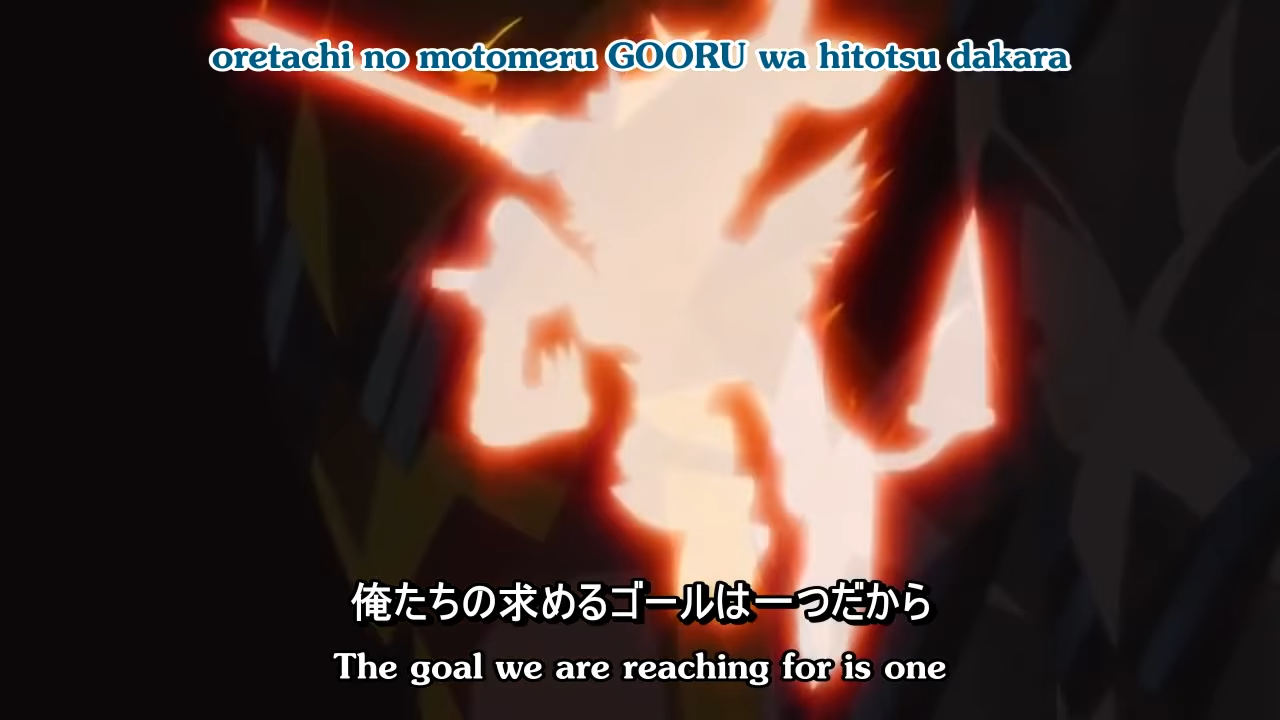 oretachi no motomeru GOORU wa hitotsu dakara
俺たちの求めるゴールは一つだから
The goal we are reaching for is one